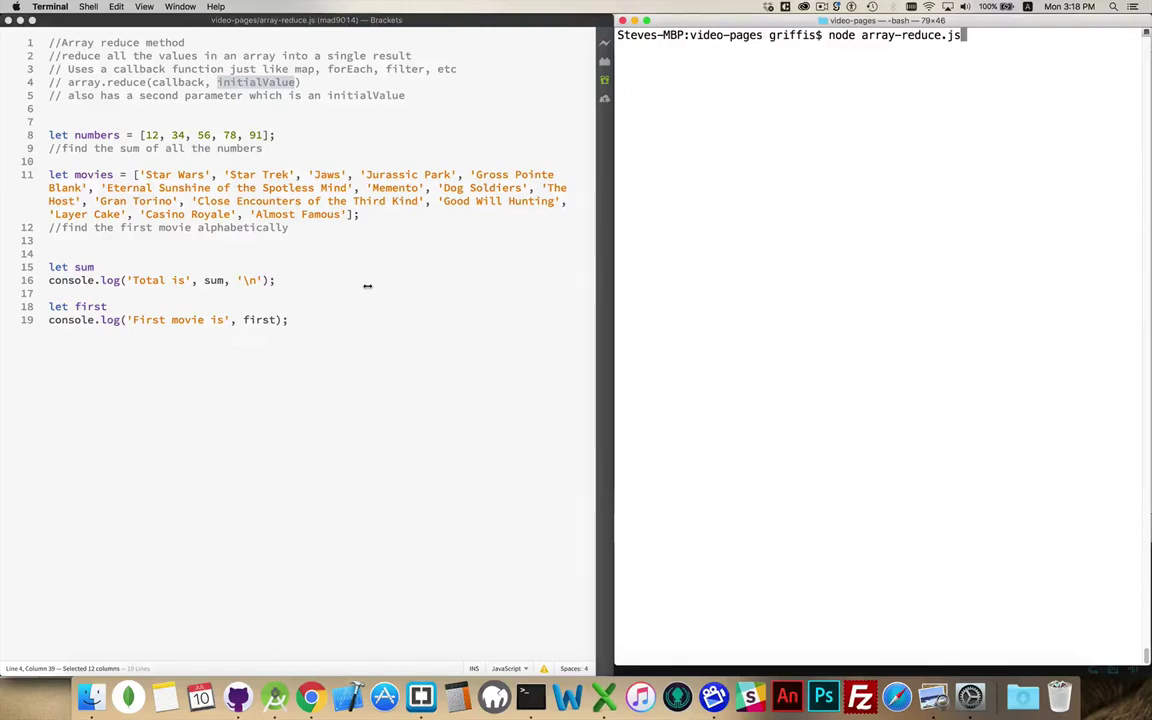 Terminal Shell Edit View Window Help
100% Mon 3:18 PM
video-pages/array-reduce.js (mad9014) — Brackets
video-pages — -bash — 79×46
1 //Array reduce method
2 //reduce all the values in an array into a single result
3 // Uses a callback function just like map, forEach, filter, etc
4 // array.reduce(callback, initialValue)
5 // also has a second parameter which is an initialValue
6
7
8 let numbers = [12, 34, 56, 78, 91];
9 //find the sum of all the numbers
10
11 let movies = ['Star Wars', 'Star Trek', 'Jaws', 'Jurassic Park', 'Gross Pointe
Blank', 'Eternal Sunshine of the Spotless Mind', 'Memento', 'Dog Soldiers', 'The
Host', 'Gran Torino', 'Close Encounters of the Third Kind', 'Good Will Hunting',
'Layer Cake', 'Casino Royale', 'Almost Famous'];
12 //find the first movie alphabetically
13
14
15 let sum
16 console.log('Total is', sum, '\n');
17
18 let first
19 console.log('First movie is', first);
Steves-MBP:video-pages griffis$ node array-reduce.js
Line 4, Column 39 — Selected 12 columns — 19 Lines
INS JavaScript Spaces: 4
JUL
10
W
X
S
An
Ps
FZ